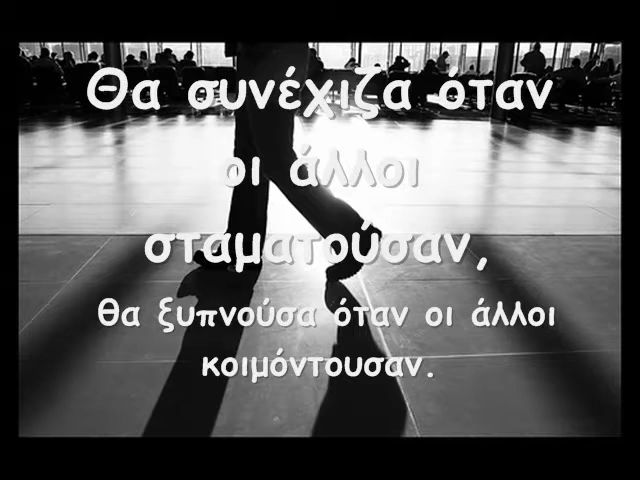 Θα συνέχιζα όταν
οι άλλοι
σταματούσαν,
θα ξυπνούσα όταν οι άλλοι
κοιμόντουσαν.